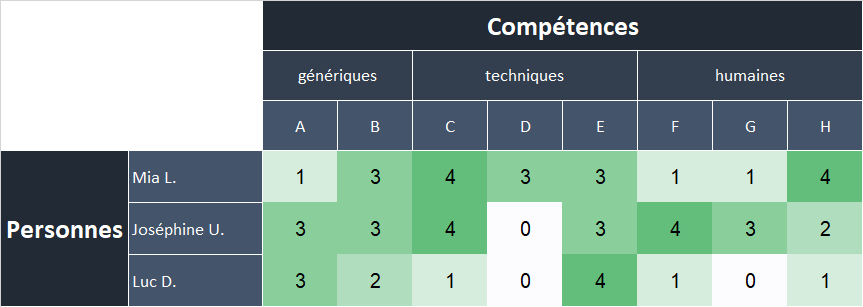 Compétences
génériques techniques humaines
A B C D E F G H
Mia L. 1 3 4 3 3 1 1 4
Personnes Joséphine U. 3 3 4 0 3 4 3 2
Luc D. 3 2 1 0 4 1 0 1